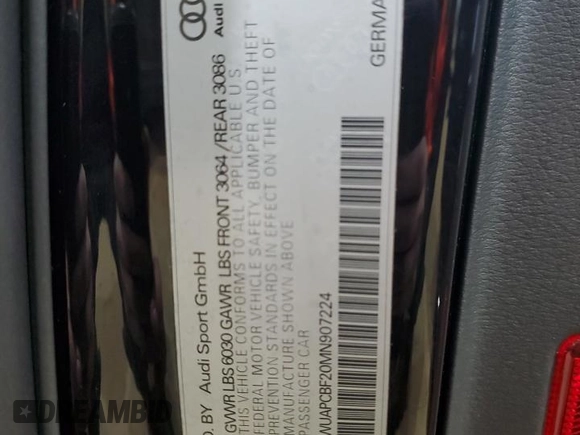 Audi
D. BY Audi Sport GmbH
GVWR LBS 6030 GAWR LBS FRONT 3064 / REAR 3086
THIS VEHICLE CONFORMS TO ALL APPLICABLE U S
FEDERAL MOTOR VEHICLE SAFETY, BUMPER AND THEFT
PREVENTION STANDARDS IN EFFECT ON THE DATE OF
MANUFACTURE SHOWN ABOVE
PASSENGER CAR
GERMA
WUAPCBF20MN907224
DREAMBID